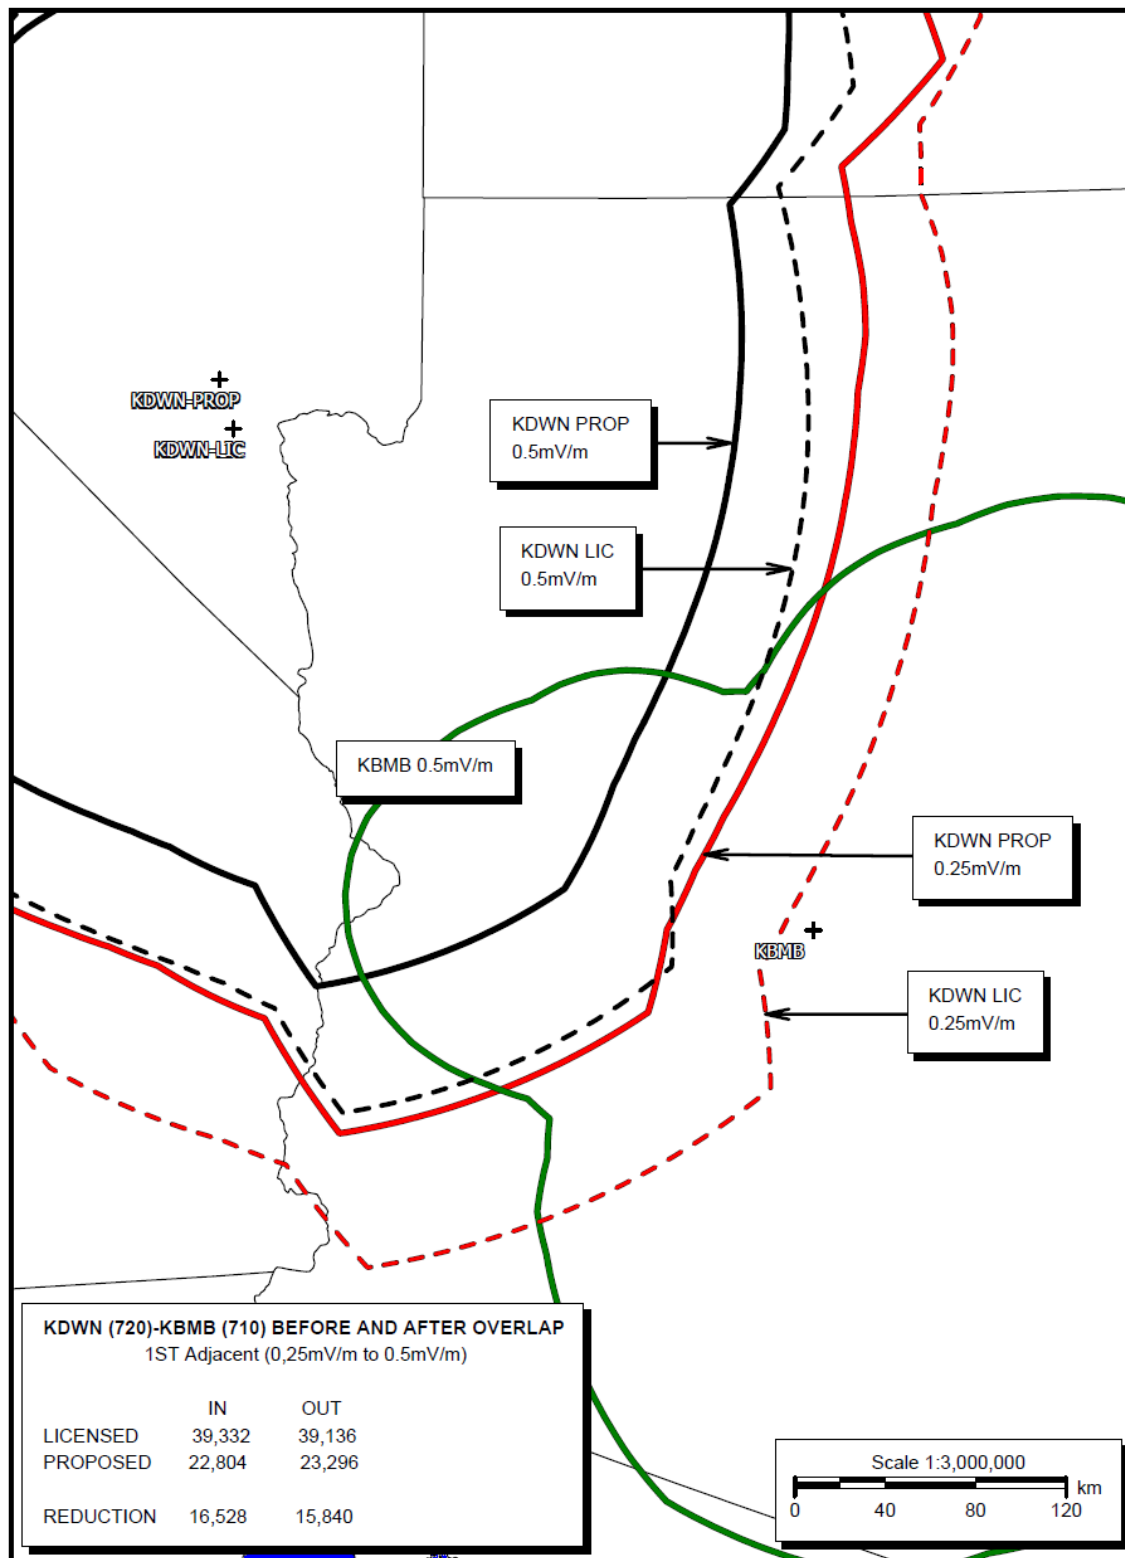 KDWN-PROP
KDWN-LIC
KDWN PROP
0.5mV/m
KDWN LIC
0.5mV/m
KBMB 0.5mV/m
KDWN PROP
0.25mV/m
KBMB
KDWN LIC
0.25mV/m
KDWN (720)-KBMB (710) BEFORE AND AFTER OVERLAP
1ST Adjacent (0,25mV/m to 0.5mV/m)
IN OUT
LICENSED 39,332 39,136
PROPOSED 22,804 23,296
REDUCTION 16,528 15,840
Scale 1:3,000,000
km
0 40 80 120